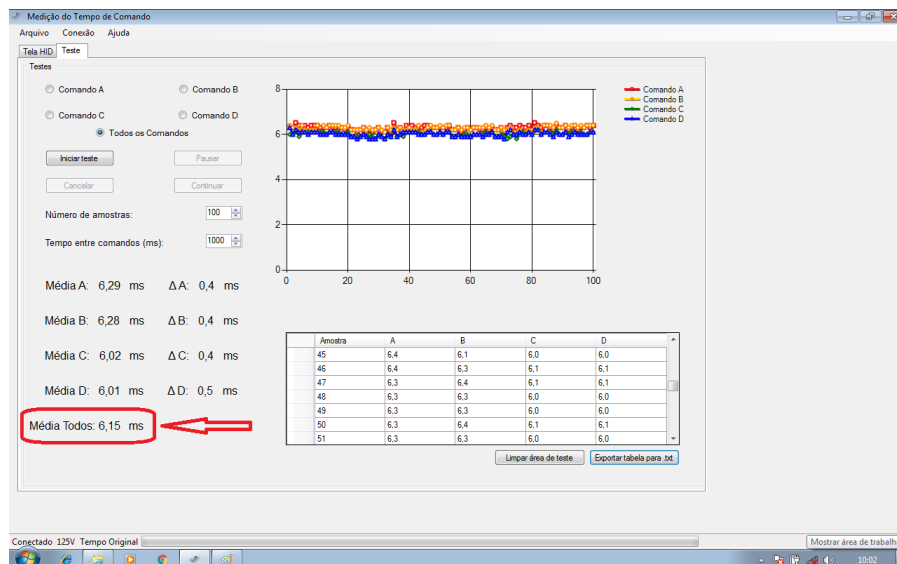 Medição do Tempo de Comando
Arquivo Conexão Ajuda
Tela HID Teste
Testes
Comando A Comando B
Comando C Comando D
Todos os Comandos
Iniciar teste Pausar
Cancelar Continuar
Número de amostras: 100
Tempo entre comandos (ms): 1000
Média A: 6,29 ms Δ A: 0,4 ms
Média B: 6,28 ms Δ B: 0,4 ms
Média C: 6,02 ms Δ C: 0,4 ms
Média D: 6,01 ms Δ D: 0,5 ms
Média Todos: 6,15 ms
8
6
4
2
0
0 20 40 60 80 100
Comando A
Comando B
Comando C
Comando D
Amostra A B C D
45 6.4 6.1 6.0 6.0
46 6.4 6.3 6.1 6.1
47 6.3 6.4 6.1 6.1
48 6.3 6.3 6.0 6.0
49 6.3 6.3 6.0 6.0
50 6.3 6.4 6.1 6.1
51 6.3 6.3 6.0 6.0
Limpar área de teste Exportar tabela para .txt
Conectado 125V Tempo Original
Mostrar área de trabalh
10:02